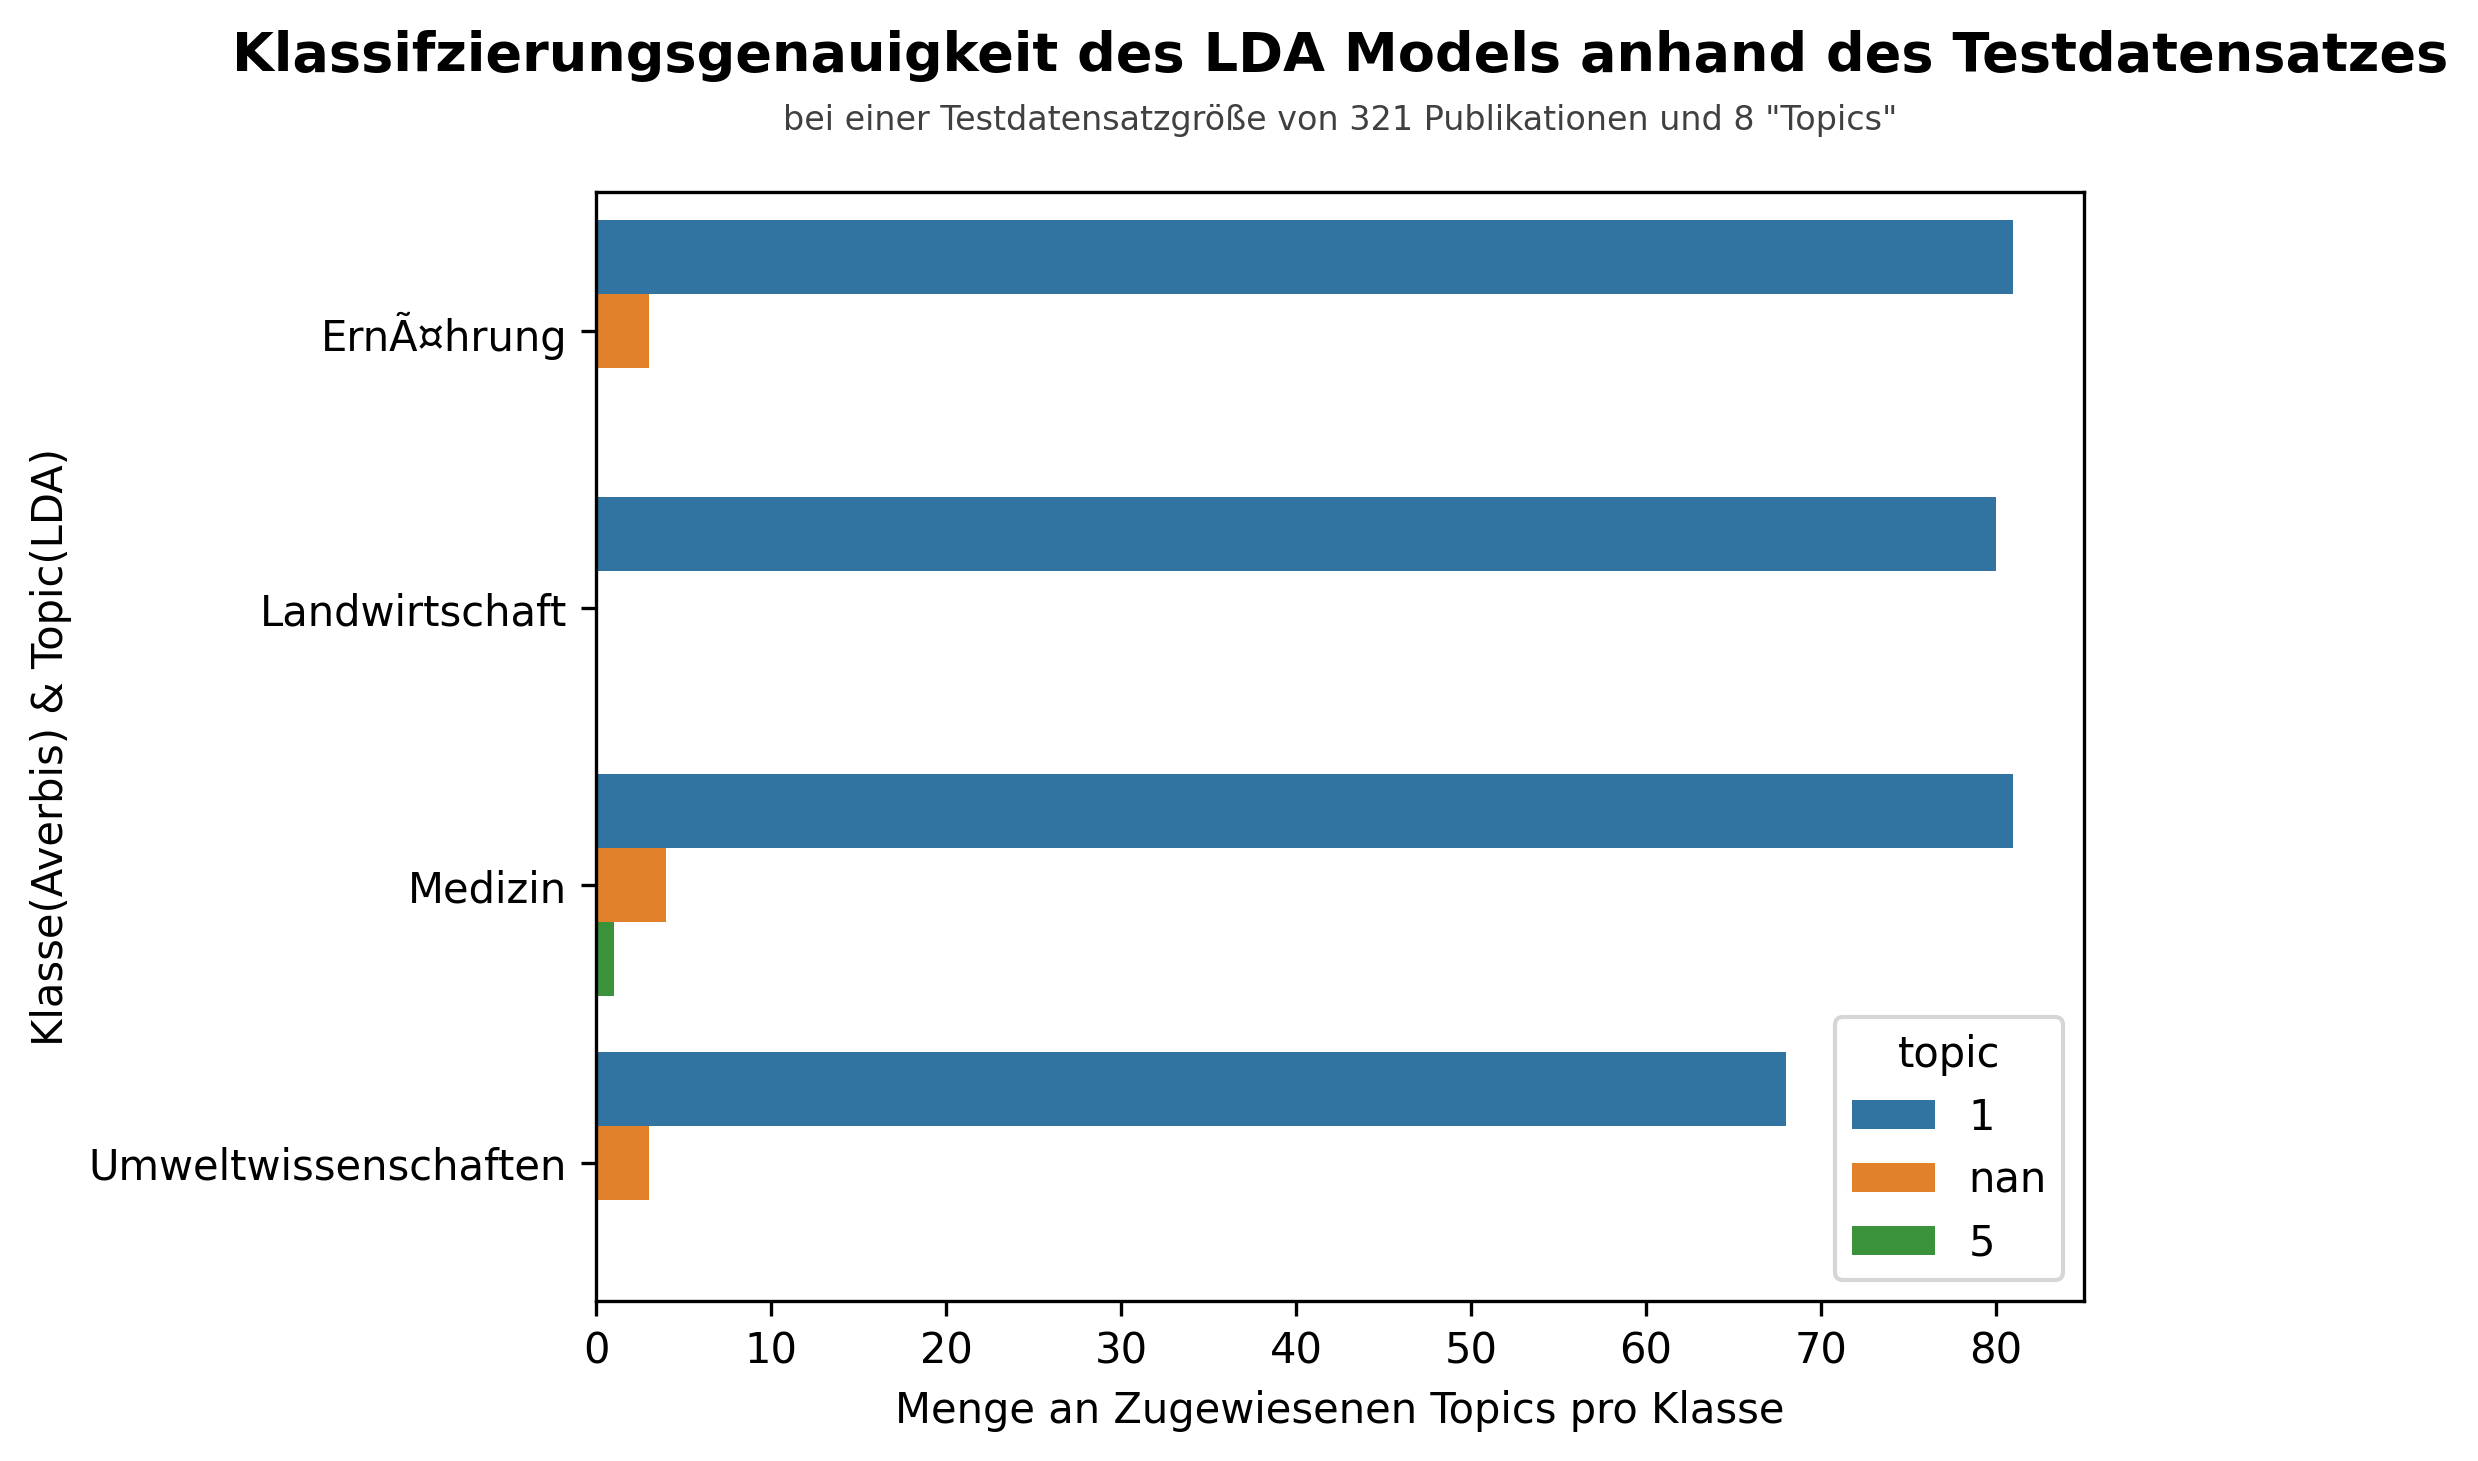 Klassifzierungsgenauigkeit des LDA Models anhand des Testdatensatzes
bei einer Testdatensatzgröße von 321 Publikationen und 8 "Topics"
Klasse(Averbis) & Topic(LDA)
ErnÃ¤hrung
Landwirtschaft
Medizin
Umweltwissenschaften
topic
1
nan
5
0 10 20 30 40 50 60 70 80
Menge an Zugewiesenen Topics pro Klasse